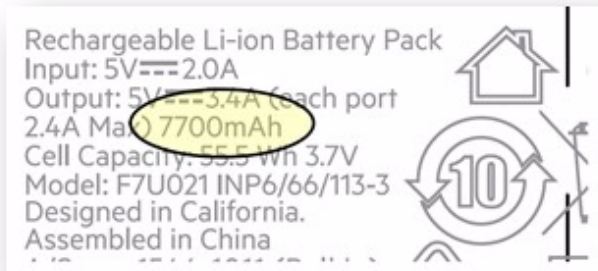 Rechargeable Li-ion Battery Pack
Input: 5V⎓2.0A
Output: 5V⎓3.4A (each port
2.4A Max) 7700mAh
Cell Capacity: 55.5 Wh 3.7V
Model: F7U021 INP6/66/113-3
Designed in California.
Assembled in China
10